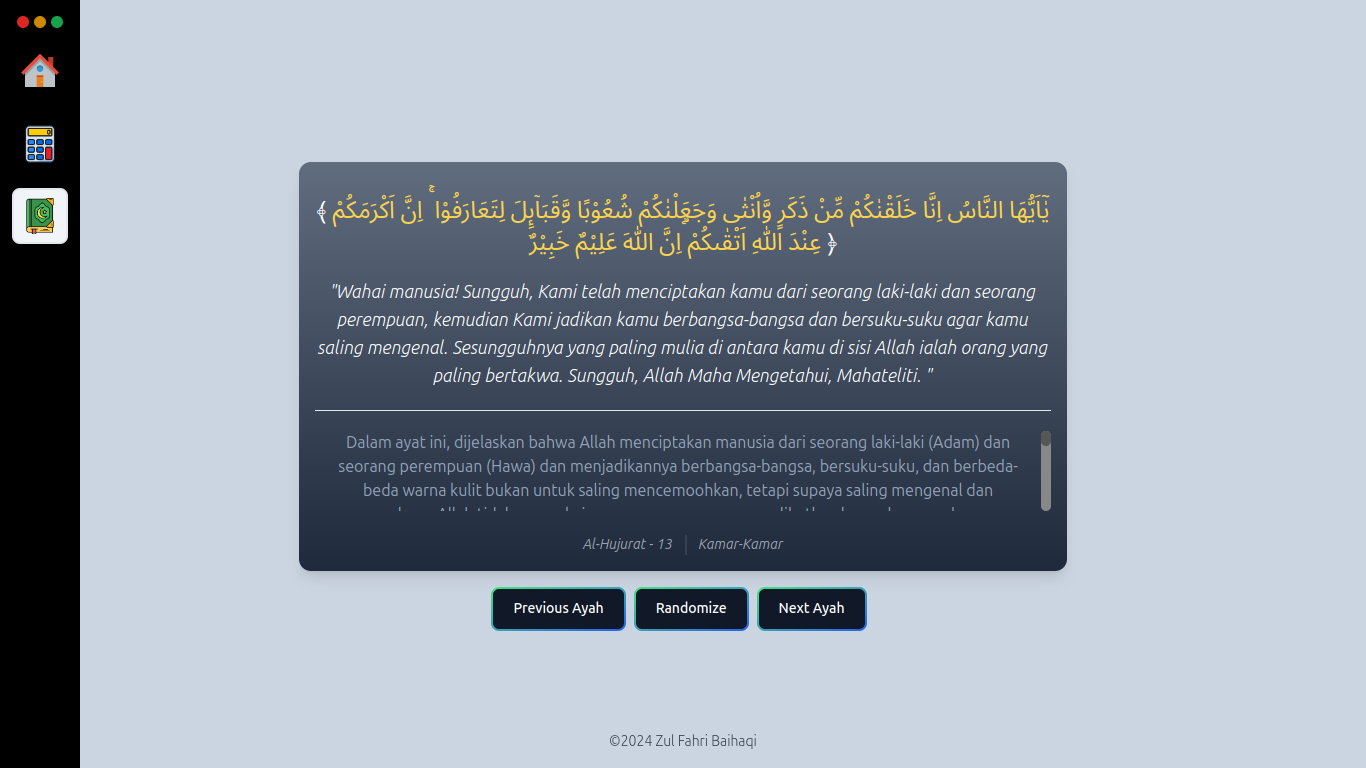 ﴿ يٰٓاَيُّهَا النَّاسُ اِنَّا خَلَقْنٰكُمْ مِّنْ ذَكَرٍ وَّاُنْثٰى وَجَعَلْنٰكُمْ شُعُوْبًا وَّقَبَاۤىِٕلَ لِتَعَارَفُوْا ۚ اِنَّ اَكْرَمَكُمْ
عِنْدَ اللّٰهِ اَتْقٰىكُمْ اِنَّ اللّٰهَ عَلِيْمٌ خَبِيْرٌ ﴾
"Wahai manusia! Sungguh, Kami telah menciptakan kamu dari seorang laki-laki dan seorang
perempuan, kemudian Kami jadikan kamu berbangsa-bangsa dan bersuku-suku agar kamu
saling mengenal. Sesungguhnya yang paling mulia di antara kamu di sisi Allah ialah orang yang
paling bertakwa. Sungguh, Allah Maha Mengetahui, Mahateliti. "
Dalam ayat ini, dijelaskan bahwa Allah menciptakan manusia dari seorang laki-laki (Adam) dan
seorang perempuan (Hawa) dan menjadikannya berbangsa-bangsa, bersuku-suku, dan berbeda-
beda warna kulit bukan untuk saling mencemoohkan, tetapi supaya saling mengenal dan
Al-Hujurat - 13 | Kamar-Kamar
Previous Ayah
Randomize
Next Ayah
©2024 Zul Fahri Baihaqi